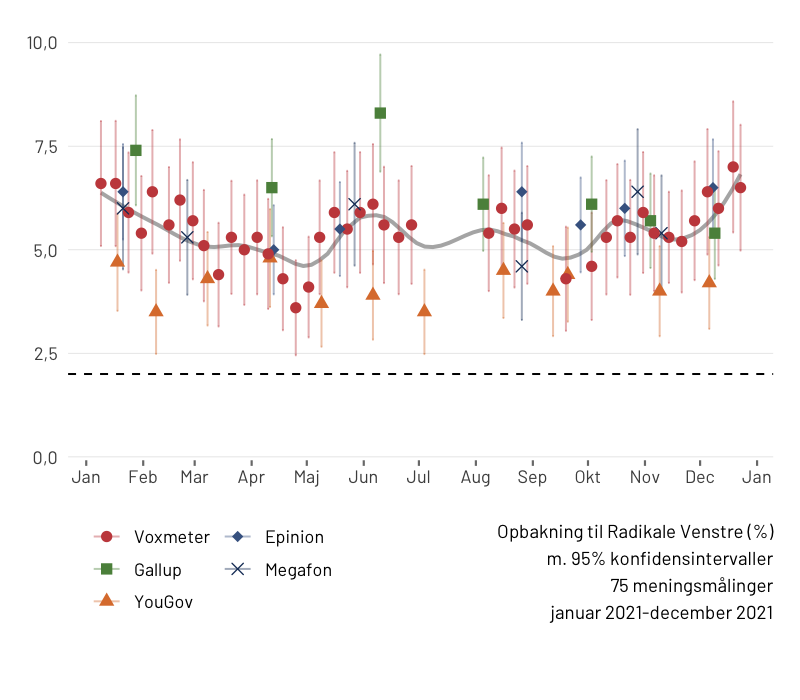 10,0
7,5
5,0
2,5
0,0
Jan Feb Mar Apr Maj Jun Jul Aug Sep Okt Nov Dec Jan
Voxmeter
Gallup
YouGov
Epinion
Megafon
Opbakning til Radikale Venstre (%)
m. 95% konfidensintervaller
75 meningsmålinger
januar 2021-december 2021